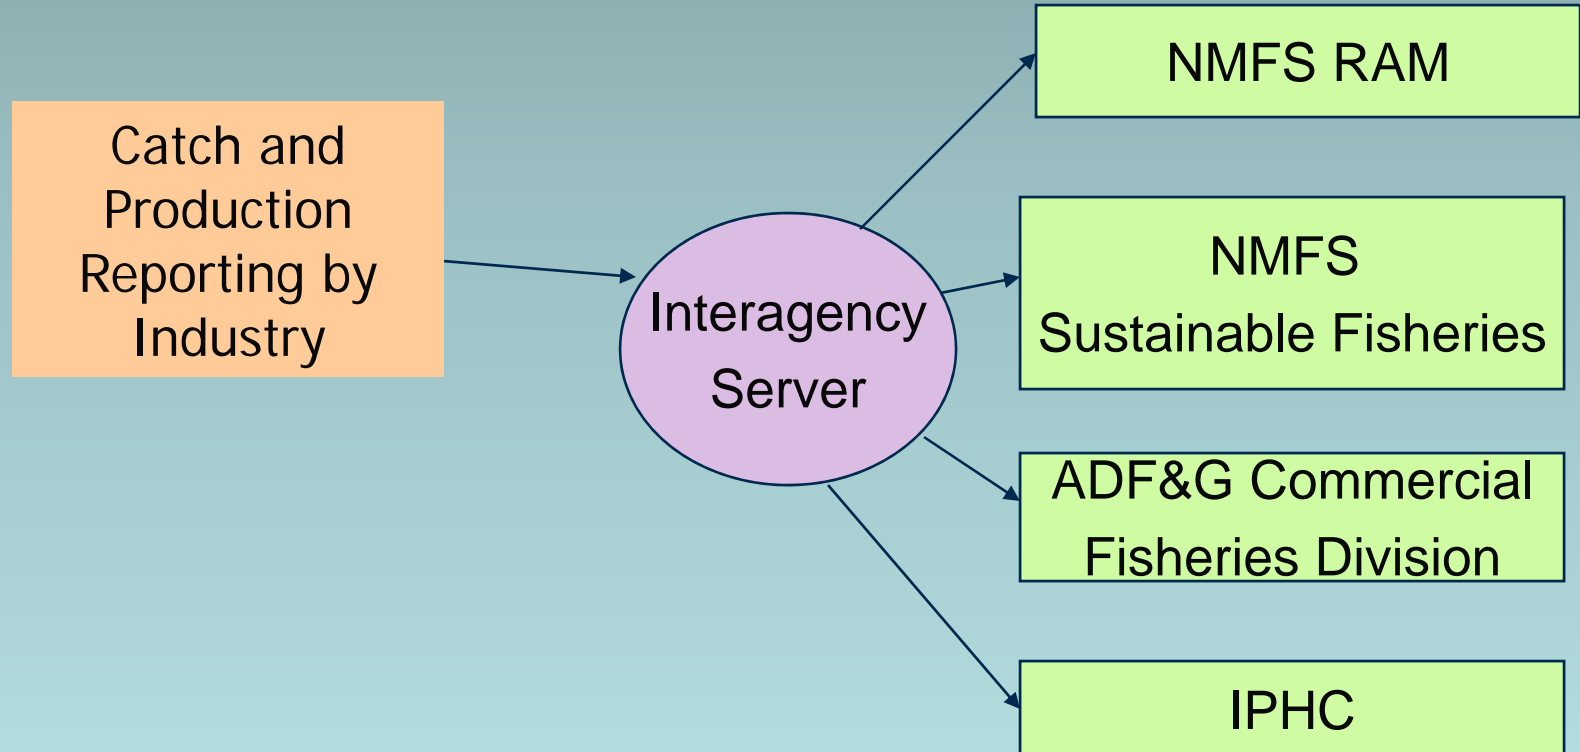 Catch and
Production
Reporting by
Industry
Interagency
Server
NMFS RAM
NMFS
Sustainable Fisheries
ADF&G Commercial
Fisheries Division
IPHC